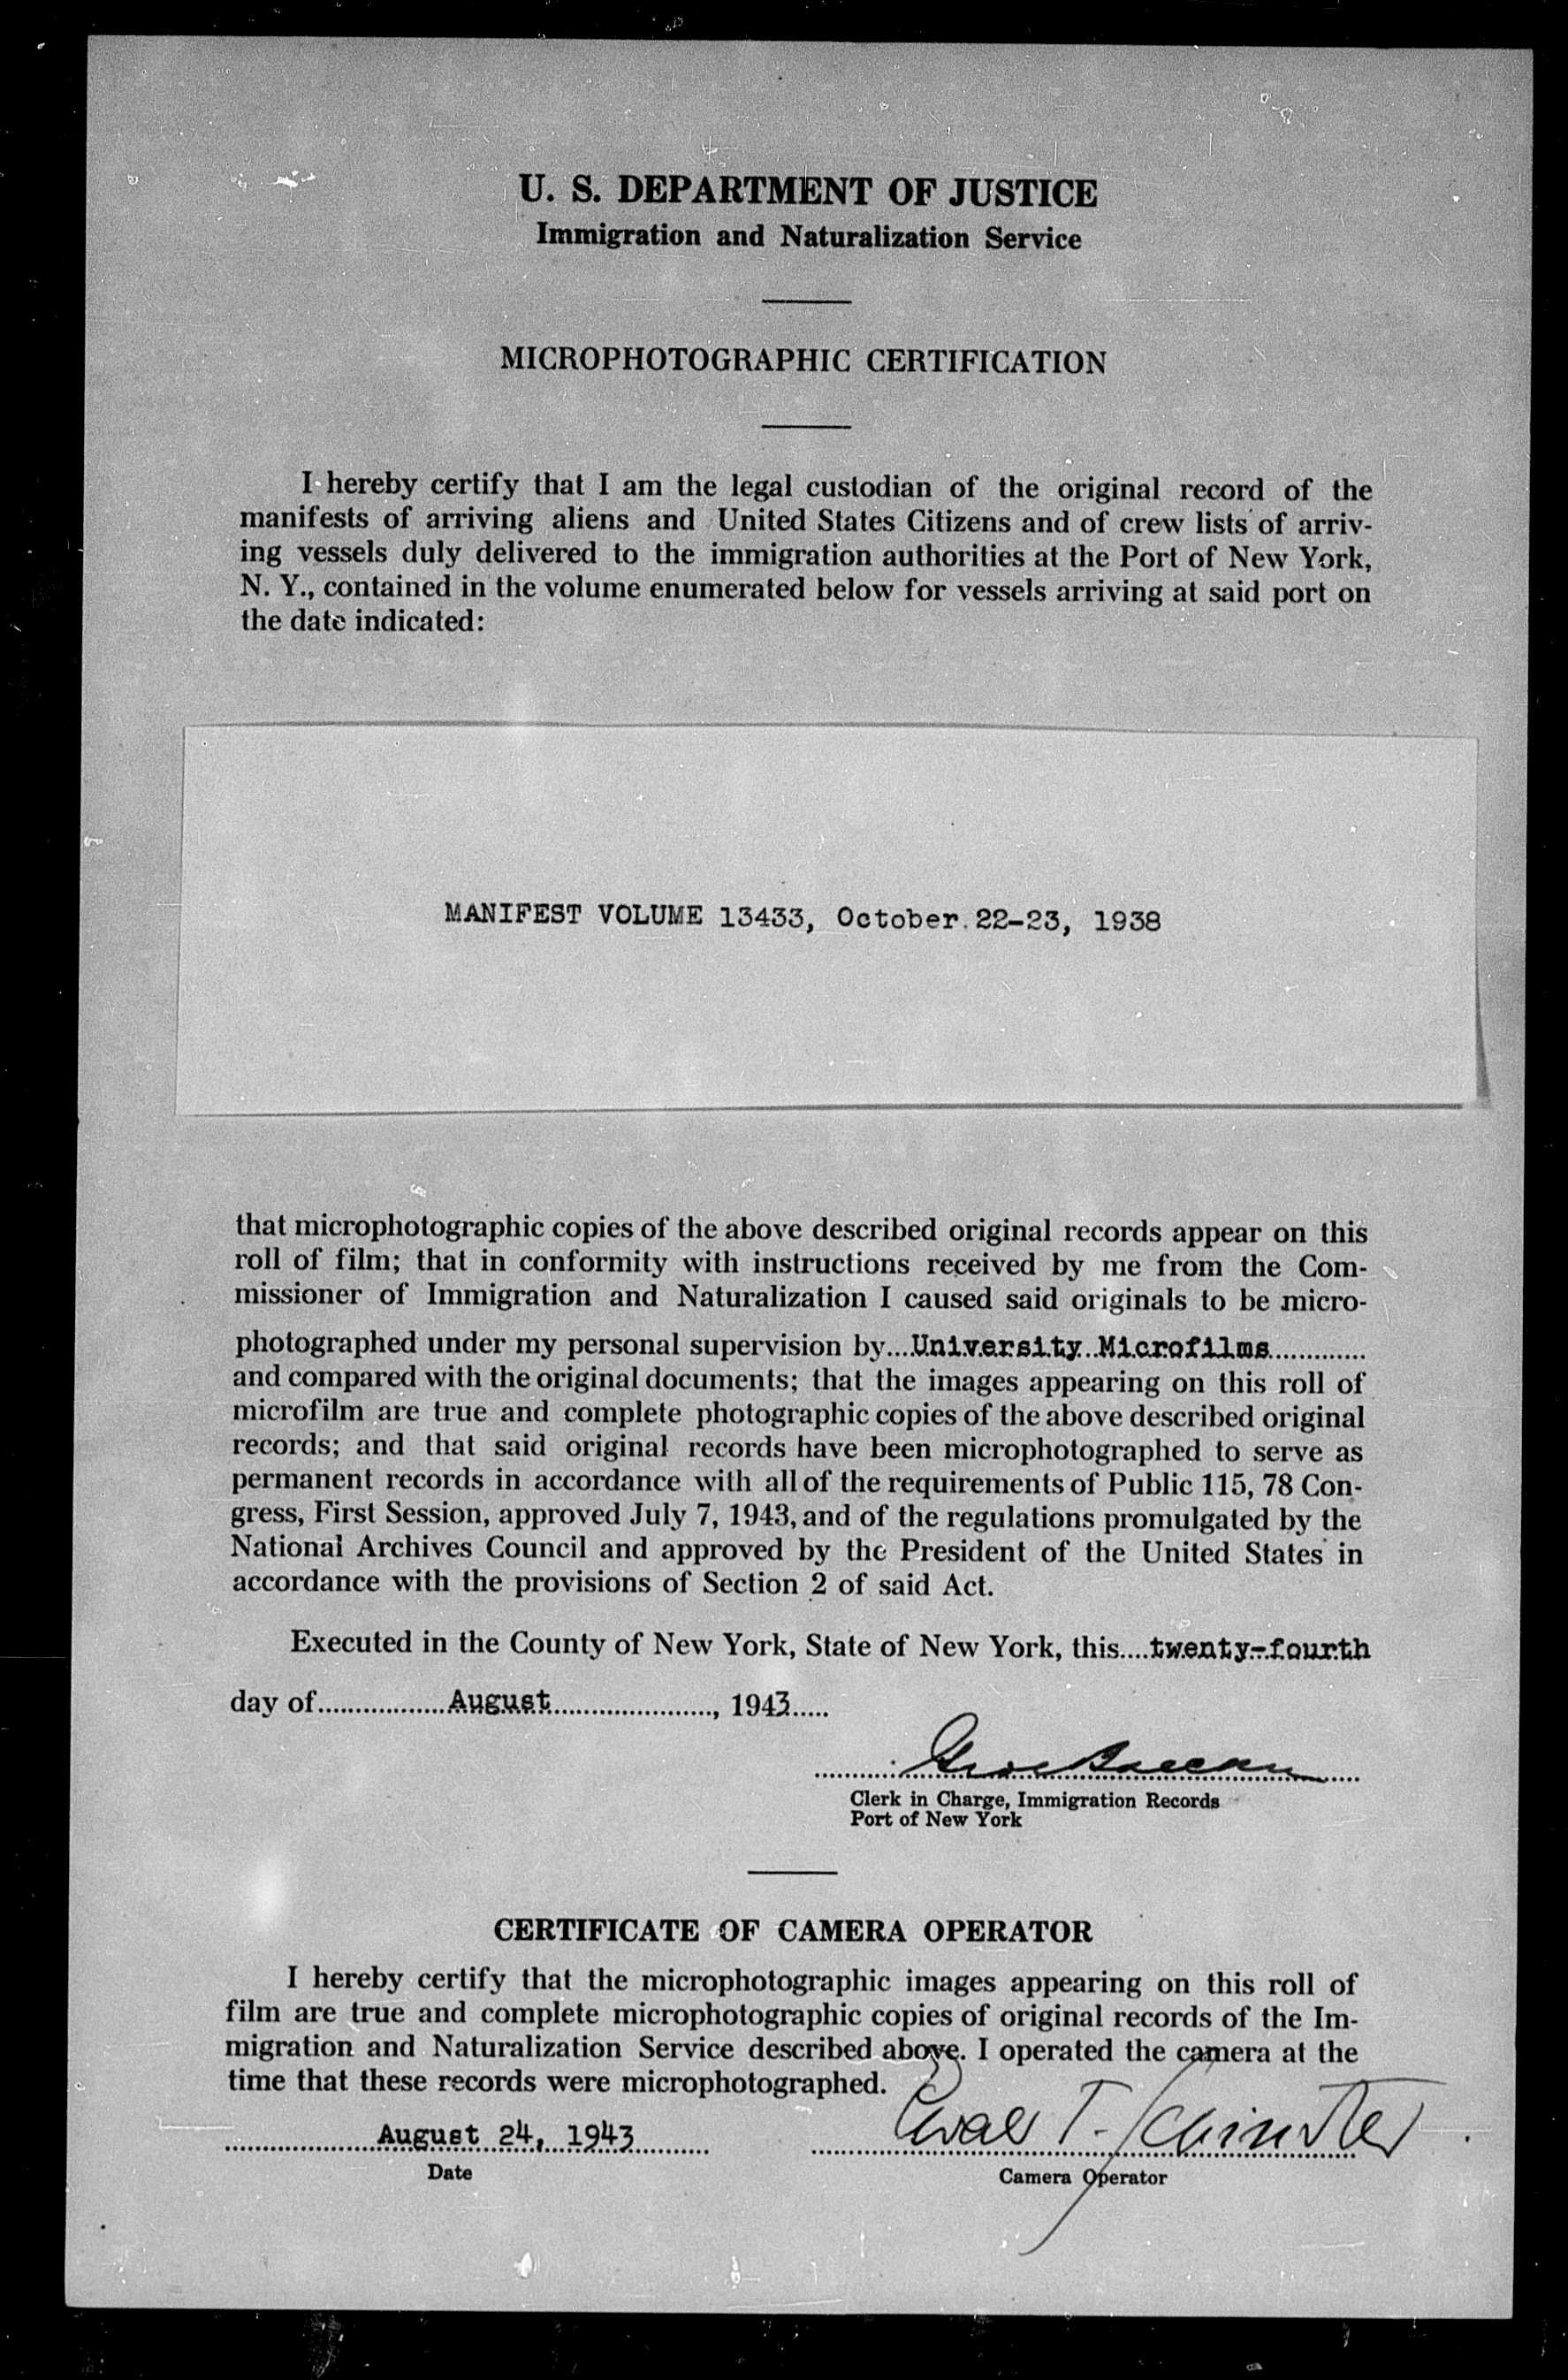 U. S. DEPARTMENT OF JUSTICE
Immigration and Naturalization Service
MICROPHOTOGRAPHIC CERTIFICATION
I hereby certify that I am the legal custodian of the original record of the
manifests of arriving aliens and United States Citizens and of crew lists of arriv-
ing vessels duly delivered to the immigration authorities at the Port of New York,
N. Y., contained in the volume enumerated below for vessels arriving at said port on
the date indicated:
MANIFEST VOLUME 13433, October 22-23, 1938
that microphotographic copies of the above described original records appear on this
roll of film; that in conformity with instructions received by me from the Com-
missioner of Immigration and Naturalization I caused said originals to be micro-
photographed under my personal supervision by....University Microfilms.............
and compared with the original documents; that the images appearing on this roll of
microfilm are true and complete photographic copies of the above described original
records; and that said original records have been microphotographed to serve as
permanent records in accordance with all of the requirements of Public 115, 78 Con-
gress, First Session, approved July 7, 1943, and of the regulations promulgated by the
National Archives Council and approved by the President of the United States in
accordance with the provisions of Section 2 of said Act.
Executed in the County of New York, State of New York, this....twenty-fourth
day of..................August........................, 1943.....
Clerk in Charge, Immigration Records
Port of New York
CERTIFICATE OF CAMERA OPERATOR
I hereby certify that the microphotographic images appearing on this roll of
film are true and complete microphotographic copies of original records of the Im-
migration and Naturalization Service described above. I operated the camera at the
time that these records were microphotographed.
August 24, 1943
Date
Camera Operator